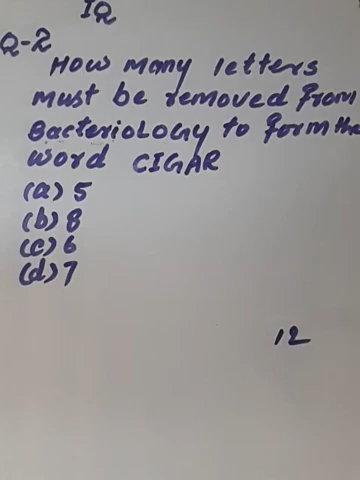 IQ
Q-2
How many letters
must be removed from
BacterioLogy to form the
word CIGAR
(a) 5
(b) 8
(c) 6
(d) 7
12